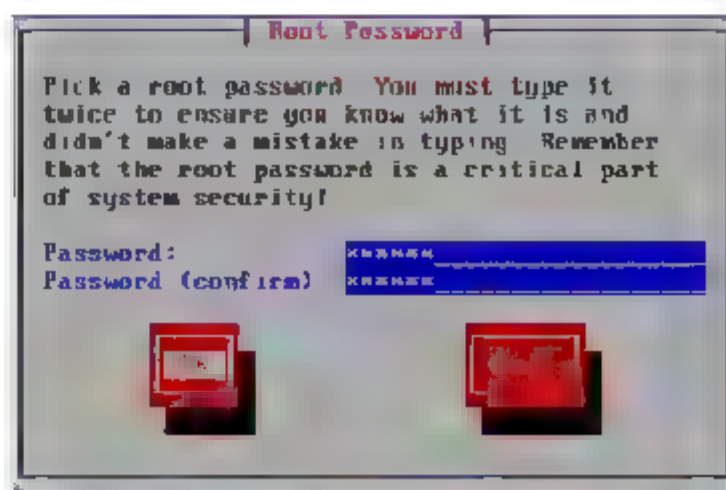 Root Password
Pick a root password. You must type it
twice to ensure you know what it is and
didn't make a mistake in typing. Remember
that the root password is a critical part
of system security!
Password:
******
Password (confirm)
******